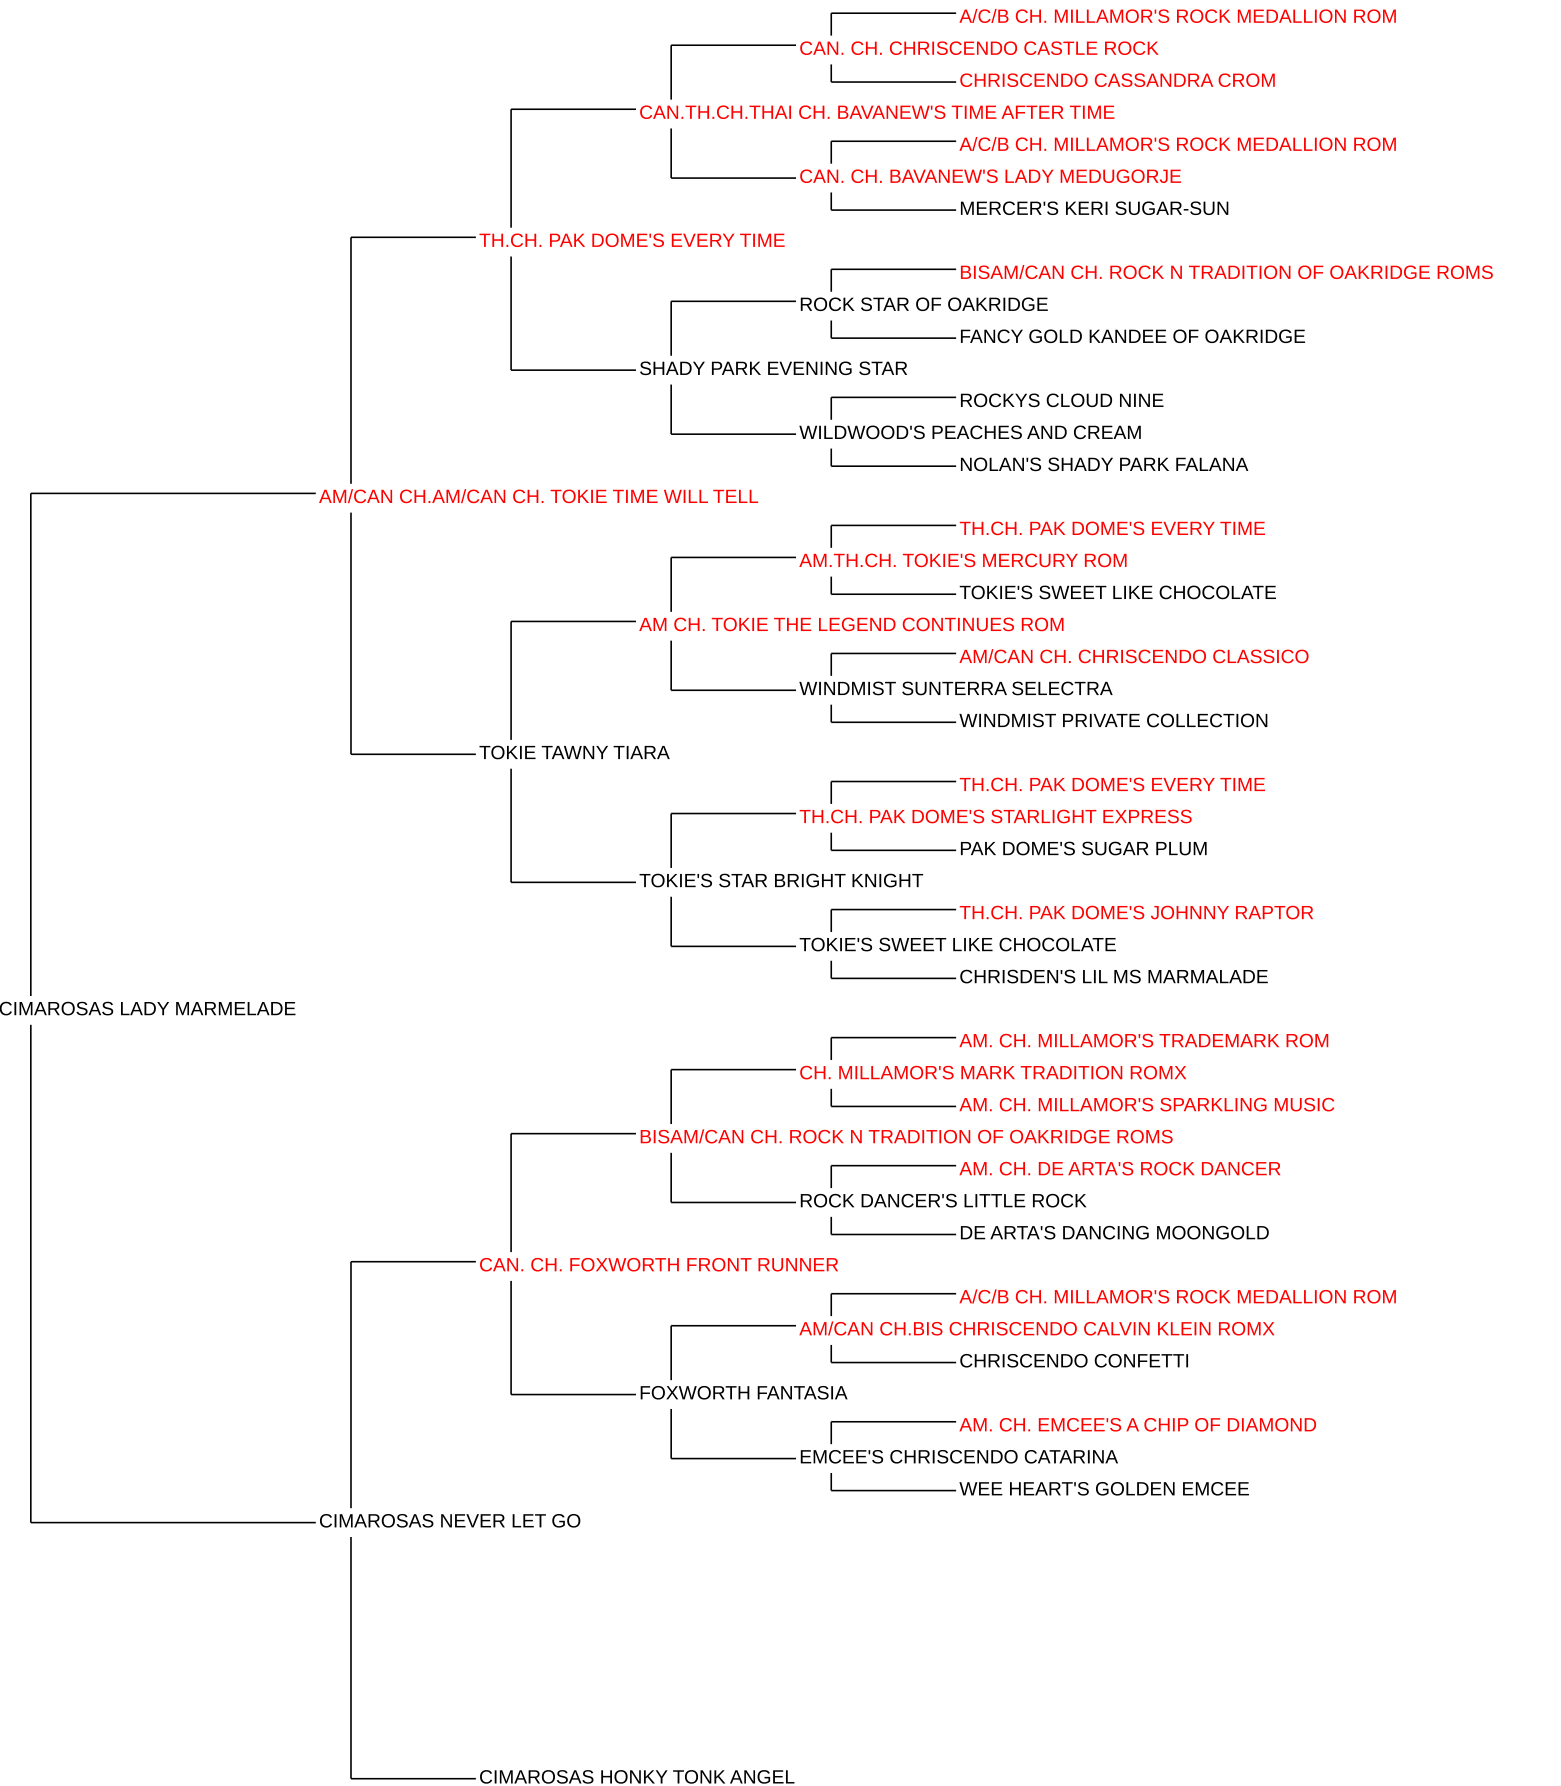 A/C/B CH. MILLAMOR'S ROCK MEDALLION ROM
CAN. CH. CHRISCENDO CASTLE ROCK
CHRISCENDO CASSANDRA CROM
CAN.TH.CH.THAI CH. BAVANEW'S TIME AFTER TIME
A/C/B CH. MILLAMOR'S ROCK MEDALLION ROM
CAN. CH. BAVANEW'S LADY MEDUGORJE
MERCER'S KERI SUGAR-SUN
TH.CH. PAK DOME'S EVERY TIME
BISAM/CAN CH. ROCK N TRADITION OF OAKRIDGE ROMS
ROCK STAR OF OAKRIDGE
FANCY GOLD KANDEE OF OAKRIDGE
SHADY PARK EVENING STAR
ROCKYS CLOUD NINE
WILDWOOD'S PEACHES AND CREAM
NOLAN'S SHADY PARK FALANA
AM/CAN CH.AM/CAN CH. TOKIE TIME WILL TELL
TH.CH. PAK DOME'S EVERY TIME
AM.TH.CH. TOKIE'S MERCURY ROM
TOKIE'S SWEET LIKE CHOCOLATE
AM CH. TOKIE THE LEGEND CONTINUES ROM
AM/CAN CH. CHRISCENDO CLASSICO
WINDMIST SUNTERRA SELECTRA
WINDMIST PRIVATE COLLECTION
TOKIE TAWNY TIARA
TH.CH. PAK DOME'S EVERY TIME
TH.CH. PAK DOME'S STARLIGHT EXPRESS
PAK DOME'S SUGAR PLUM
TOKIE'S STAR BRIGHT KNIGHT
TH.CH. PAK DOME'S JOHNNY RAPTOR
TOKIE'S SWEET LIKE CHOCOLATE
CHRISDEN'S LIL MS MARMALADE
CIMAROSAS LADY MARMELADE
AM. CH. MILLAMOR'S TRADEMARK ROM
CH. MILLAMOR'S MARK TRADITION ROMX
AM. CH. MILLAMOR'S SPARKLING MUSIC
BISAM/CAN CH. ROCK N TRADITION OF OAKRIDGE ROMS
AM. CH. DE ARTA'S ROCK DANCER
ROCK DANCER'S LITTLE ROCK
DE ARTA'S DANCING MOONGOLD
CAN. CH. FOXWORTH FRONT RUNNER
A/C/B CH. MILLAMOR'S ROCK MEDALLION ROM
AM/CAN CH.BIS CHRISCENDO CALVIN KLEIN ROMX
CHRISCENDO CONFETTI
FOXWORTH FANTASIA
AM. CH. EMCEE'S A CHIP OF DIAMOND
EMCEE'S CHRISCENDO CATARINA
WEE HEART'S GOLDEN EMCEE
CIMAROSAS NEVER LET GO
CIMAROSAS HONKY TONK ANGEL